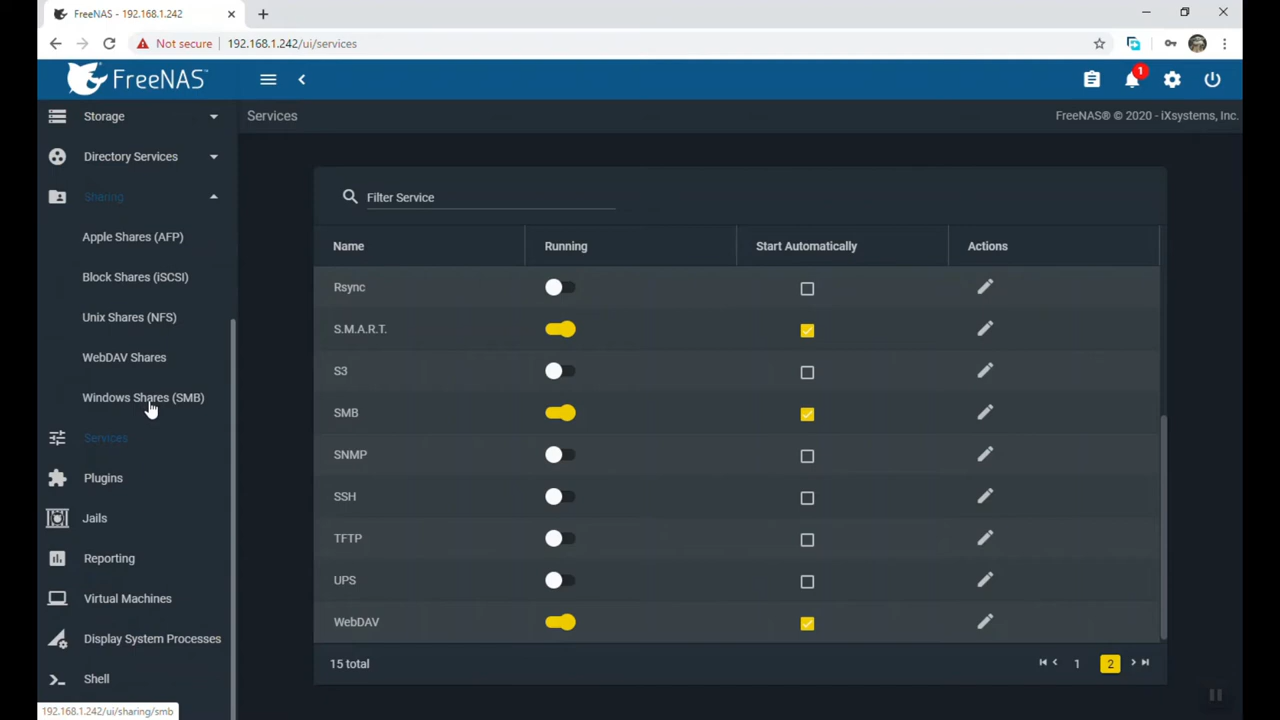 FreeNAS - 192.168.1.242
Not secure
192.168.1.242/ui/services
FreeNAS™
1
Storage
Services
FreeNAS® © 2020 - iXsystems, Inc.
Directory Services
Sharing
Filter Service
Apple Shares (AFP)
Name Running Start Automatically Actions
Block Shares (iSCSI)
Rsync
Unix Shares (NFS)
S.M.A.R.T.
WebDAV Shares
S3
Windows Shares (SMB)
SMB
Services
SNMP
Plugins
SSH
Jails
TFTP
Reporting
UPS
Virtual Machines
WebDAV
Display System Processes
15 total
1 2
Shell
192.168.1.242/ui/sharing/smb